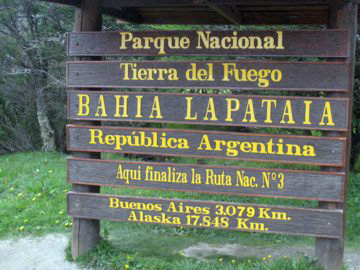 Parque Nacional
Tierra del Fuego
BAHIA LAPATAIA
República Argentina
Aqui finaliza la Ruta Nac. Nº3
Buenos Aires 3.079 Km.
Alaska 17.848 Km.